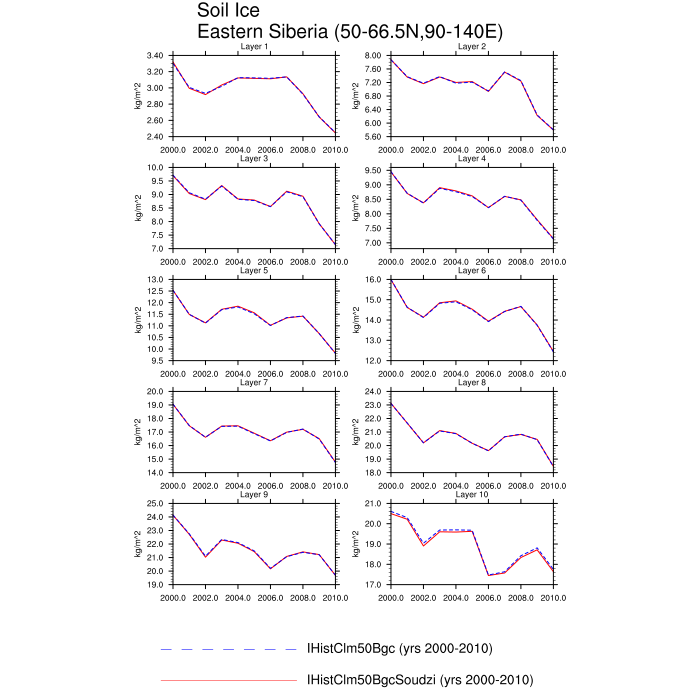 Soil Ice
Eastern Siberia (50-66.5N,90-140E)
Layer 1
kg/m^2
3.40
3.20
3.00
2.80
2.60
2.40
2000.0 2002.0 2004.0 2006.0 2008.0 2010.0
Layer 2
kg/m^2
8.00
7.60
7.20
6.80
6.40
6.00
5.60
2000.0 2002.0 2004.0 2006.0 2008.0 2010.0
Layer 3
kg/m^2
10.0
9.5
9.0
8.5
8.0
7.5
7.0
2000.0 2002.0 2004.0 2006.0 2008.0 2010.0
Layer 4
kg/m^2
9.50
9.00
8.50
8.00
7.50
7.00
2000.0 2002.0 2004.0 2006.0 2008.0 2010.0
Layer 5
kg/m^2
13.0
12.5
12.0
11.5
11.0
10.5
10.0
9.5
2000.0 2002.0 2004.0 2006.0 2008.0 2010.0
Layer 6
kg/m^2
16.0
15.0
14.0
13.0
12.0
2000.0 2002.0 2004.0 2006.0 2008.0 2010.0
Layer 7
kg/m^2
20.0
19.0
18.0
17.0
16.0
15.0
14.0
2000.0 2002.0 2004.0 2006.0 2008.0 2010.0
Layer 8
kg/m^2
24.0
23.0
22.0
21.0
20.0
19.0
18.0
2000.0 2002.0 2004.0 2006.0 2008.0 2010.0
Layer 9
kg/m^2
25.0
24.0
23.0
22.0
21.0
20.0
19.0
2000.0 2002.0 2004.0 2006.0 2008.0 2010.0
Layer 10
kg/m^2
21.0
20.0
19.0
18.0
17.0
2000.0 2002.0 2004.0 2006.0 2008.0 2010.0
IHistClm50Bgc (yrs 2000-2010)
IHistClm50BgcSoudzi (yrs 2000-2010)